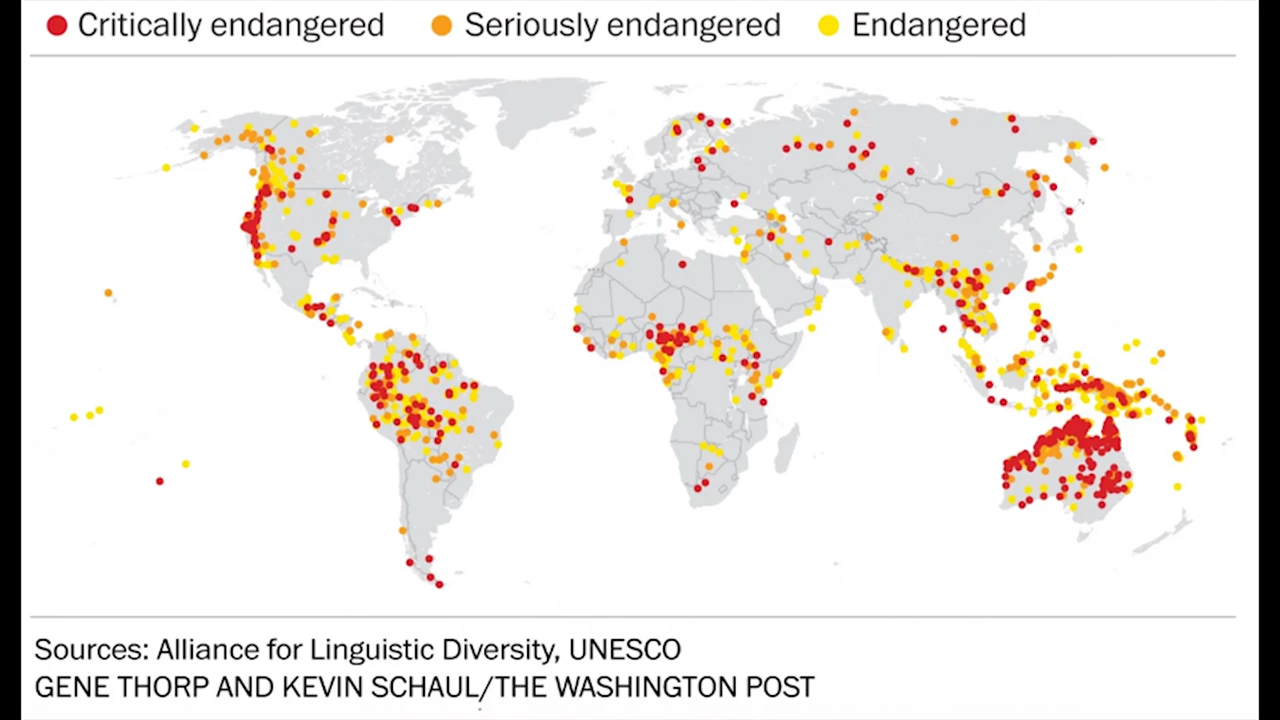 Critically endangered Seriously endangered Endangered
Sources: Alliance for Linguistic Diversity, UNESCO
GENE THORP AND KEVIN SCHAUL/THE WASHINGTON POST